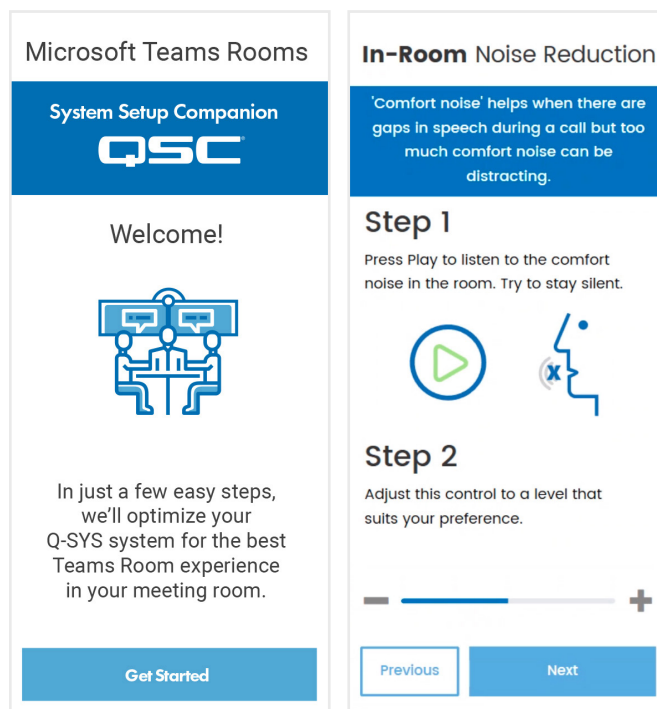 Microsoft Teams Rooms
System Setup Companion
QSC
Welcome!
In just a few easy steps,
we'll optimize your
Q-SYS system for the best
Teams Room experience
in your meeting room.
Get Started
In-Room Noise Reduction
'Comfort noise' helps when there are
gaps in speech during a call but too
much comfort noise can be
distracting.
Step 1
Press Play to listen to the comfort
noise in the room. Try to stay silent.
x
Step 2
Adjust this control to a level that
suits your preference.
Previous
Next